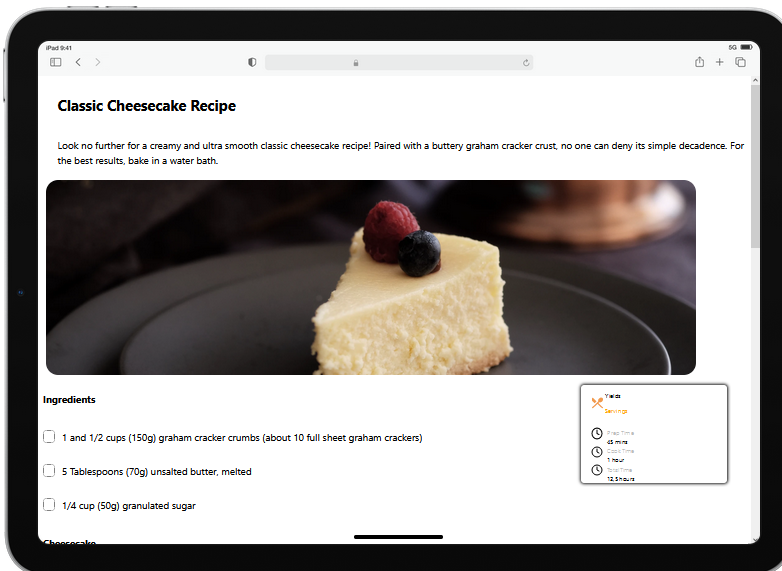 iPad 9:41
5G
Classic Cheesecake Recipe
Look no further for a creamy and ultra smooth classic cheesecake recipe! Paired with a buttery graham cracker crust, no one can deny its simple decadence. For
the best results, bake in a water bath.
Ingredients
1 and 1/2 cups (150g) graham cracker crumbs (about 10 full sheet graham crackers)
5 Tablespoons (70g) unsalted butter, melted
1/4 cup (50g) granulated sugar
Cheesecake
Yields
Servings
Prep Time
45 mins
Cook Time
1 hour
Total Time
12,5 hours